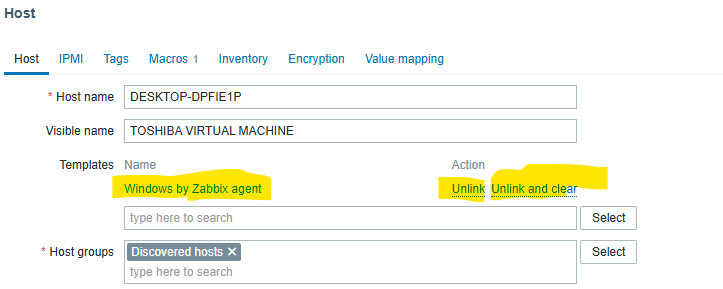 Host
Host IPMI Tags Macros 1 Inventory Encryption Value mapping
* Host name DESKTOP-DPFIE1P
Visible name TOSHIBA VIRTUAL MACHINE
Templates Name Action
Windows by Zabbix agent Unlink Unlink and clear
type here to search Select
* Host groups Discovered hosts ✕ Select
type here to search